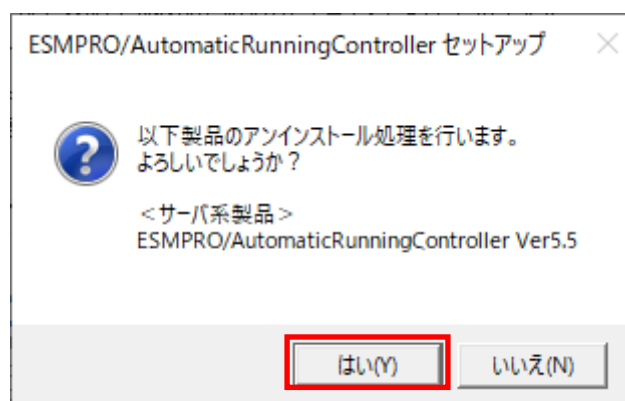 ESMPRO/AutomaticRunningController セットアップ
以下製品のアンインストール処理を行います。
よろしいでしょうか？
＜サーバ系製品＞
ESMPRO/AutomaticRunningController Ver5.5
はい(Y)
いいえ(N)